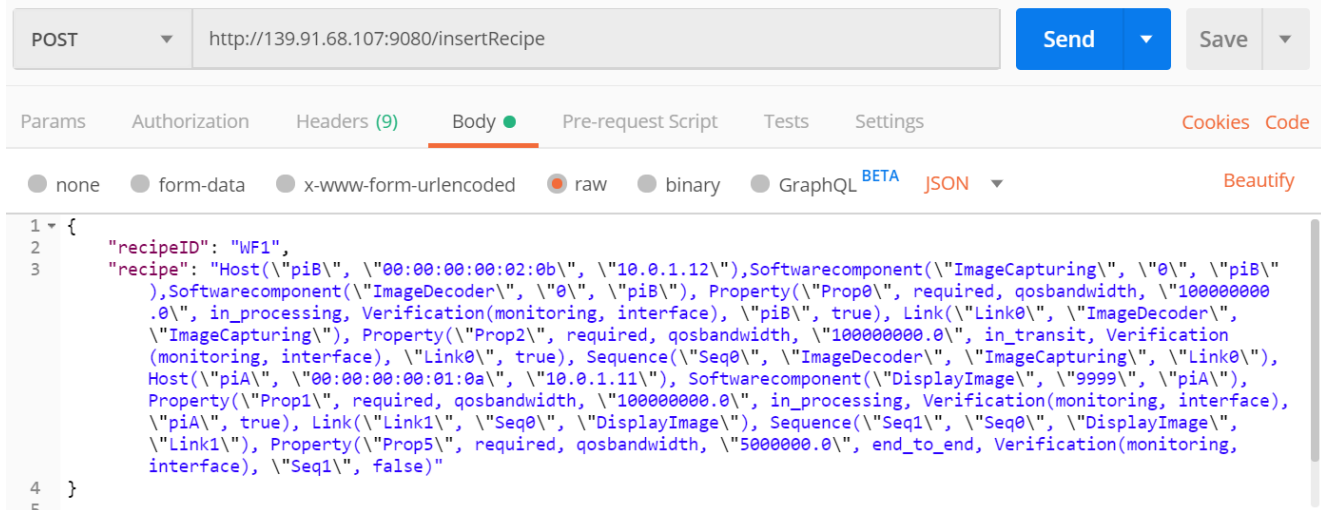 POST http://139.91.68.107:9080/insertRecipe Send Save
Params Authorization Headers (9) Body Pre-request Script Tests Settings Cookies Code
none form-data x-www-form-urlencoded raw binary GraphQL BETA JSON Beautify
1 {
2 "recipeID": "WF1",
3 "recipe": "Host(\"piB\", \"00:00:00:00:02:0b\", \"10.0.1.12\"),Softwarecomponent(\"ImageCapturing\", \"0\", \"piB\"
),Softwarecomponent(\"ImageDecoder\", \"0\", \"piB\"), Property(\"Prop0\", required, qosbandwidth, \"100000000
.0\", in_processing, Verification(monitoring, interface), \"piB\", true), Link(\"Link0\", \"ImageDecoder\",
\"ImageCapturing\"), Property(\"Prop2\", required, qosbandwidth, \"100000000.0\", in_transit, Verification
(monitoring, interface), \"Link0\", true), Sequence(\"Seq0\", \"ImageDecoder\", \"ImageCapturing\", \"Link0\"),
Host(\"piA\", \"00:00:00:00:01:0a\", \"10.0.1.11\"), Softwarecomponent(\"DisplayImage\", \"9999\", \"piA\"),
Property(\"Prop1\", required, qosbandwidth, \"100000000.0\", in_processing, Verification(monitoring, interface),
\"piA\", true), Link(\"Link1\", \"Seq0\", \"DisplayImage\"), Sequence(\"Seq1\", \"Seq0\", \"DisplayImage\",
\"Link1\"), Property(\"Prop5\", required, qosbandwidth, \"5000000.0\", end_to_end, Verification(monitoring,
interface), \"Seq1\", false)"
4 }
5